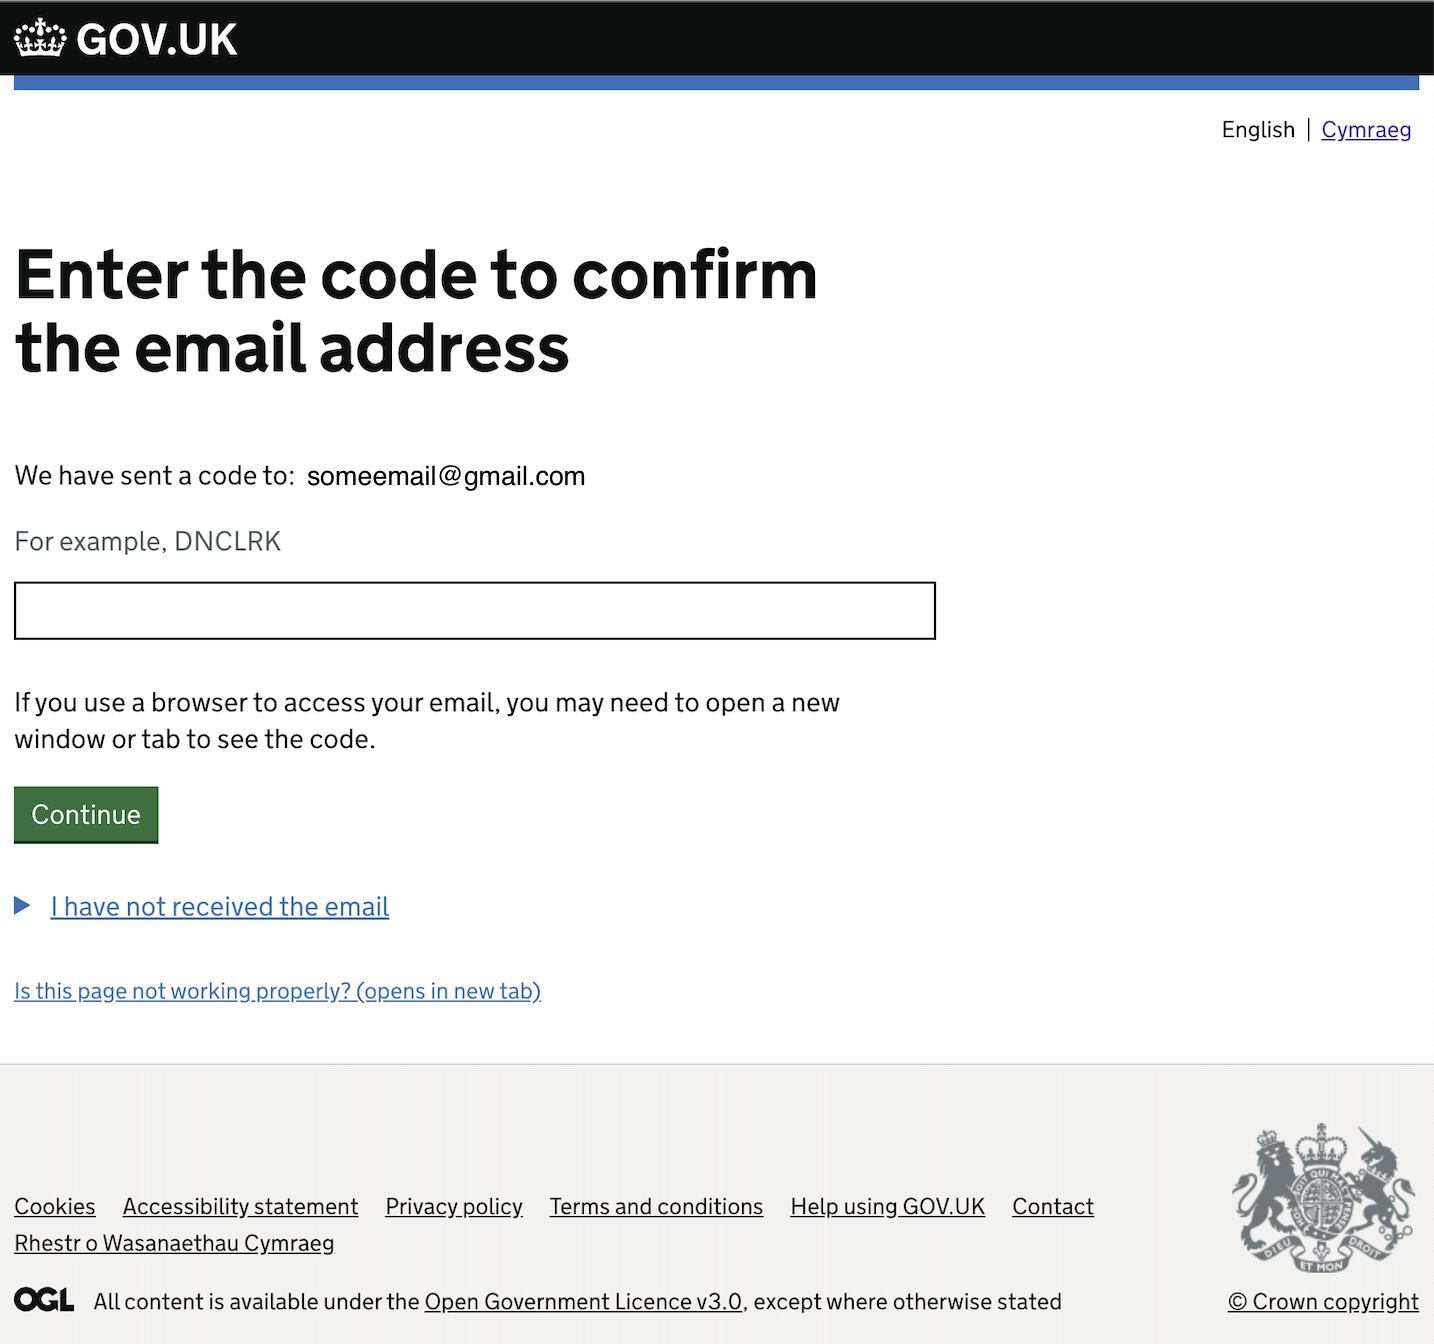 GOV.UK
English | Cymraeg
Enter the code to confirm
the email address
We have sent a code to: someemail@gmail.com
For example, DNCLRK
If you use a browser to access your email, you may need to open a new
window or tab to see the code.
Continue
I have not received the email
Is this page not working properly? (opens in new tab)
Cookies Accessibility statement Privacy policy Terms and conditions Help using GOV.UK Contact
Rhestr o Wasanaethau Cymraeg
OGL All content is available under the Open Government Licence v3.0, except where otherwise stated
DIEU ET MON DROIT
© Crown copyright